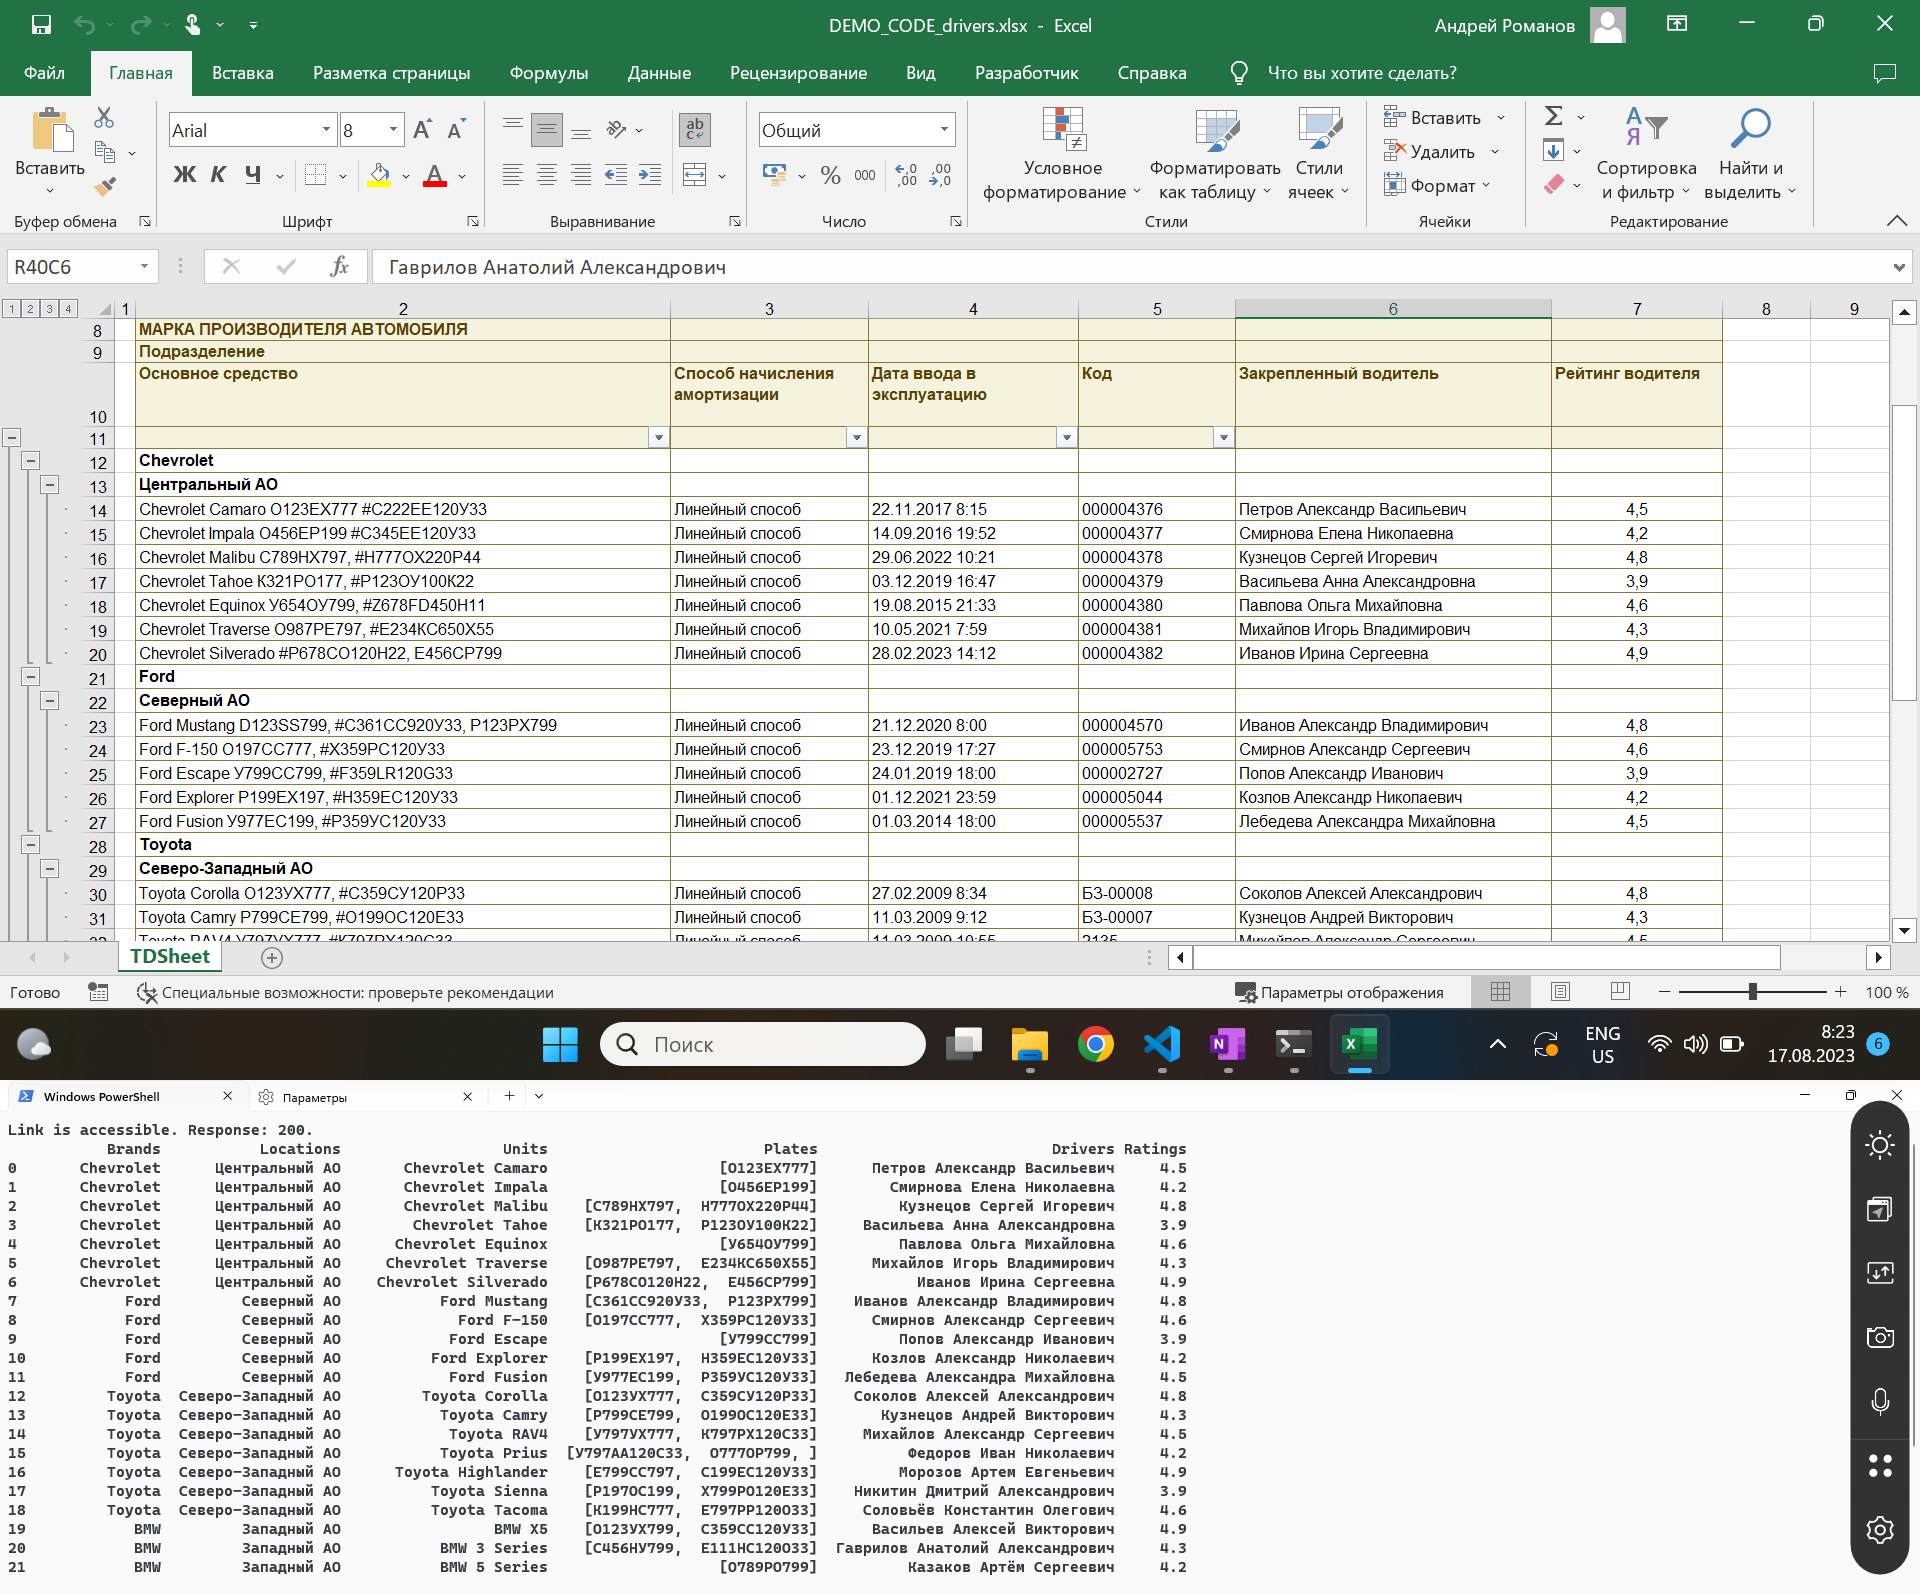 DEMO_CODE_drivers.xlsx - Excel
Андрей Романов
Файл Главная Вставка Разметка страницы Формулы Данные Рецензирование Вид Разработчик Справка Что вы хотите сделать?
Arial 8 Общий
Вставить
Ж К Ч
% 000
Условное форматирование
Форматировать как таблицу
Стили ячеек
Вставить
Удалить
Формат
Сортировка и фильтр
Найти и выделить
Буфер обмена Шрифт Выравнивание Число Стили Ячейки Редактирование
R40C6 fx Гаврилов Анатолий Александрович
1 2 3 4 1 2 3 4 5 6 7 8 9
8 МАРКА ПРОИЗВОДИТЕЛЯ АВТОМОБИЛЯ
9 Подразделение
10 Основное средство Способ начисления амортизации Дата ввода в эксплуатацию Код Закрепленный водитель Рейтинг водителя
11
12 Chevrolet
13 Центральный АО
14 Chevrolet Camaro О123ЕХ777 #С222ЕЕ120У33 Линейный способ 22.11.2017 8:15 000004376 Петров Александр Васильевич 4,5
15 Chevrolet Impala О456ЕР199 #С345ЕЕ120У33 Линейный способ 14.09.2016 19:52 000004377 Смирнова Елена Николаевна 4,2
16 Chevrolet Malibu С789НХ797, #Н777ОХ220Р44 Линейный способ 29.06.2022 10:21 000004378 Кузнецов Сергей Игоревич 4,8
17 Chevrolet Tahoe К321РО177, #Р123ОУ100К22 Линейный способ 03.12.2019 16:47 000004379 Васильева Анна Александровна 3,9
18 Chevrolet Equinox У654ОУ799, #Z678FD450H11 Линейный способ 19.08.2015 21:33 000004380 Павлова Ольга Михайловна 4,6
19 Chevrolet Traverse О987РЕ797, #Е234КС650Х55 Линейный способ 10.05.2021 7:59 000004381 Михайлов Игорь Владимирович 4,3
20 Chevrolet Silverado #Р678СО120Н22, Е456СР799 Линейный способ 28.02.2023 14:12 000004382 Иванов Ирина Сергеевна 4,9
21 Ford
22 Северный АО
23 Ford Mustang D123SS799, #С361СС920У33, Р123РХ799 Линейный способ 21.12.2020 8:00 000004570 Иванов Александр Владимирович 4,8
24 Ford F-150 О197СС777, #Х359РС120У33 Линейный способ 23.12.2019 17:27 000005753 Смирнов Александр Сергеевич 4,6
25 Ford Escape У799СС799, #F359LR120G33 Линейный способ 24.01.2019 18:00 000002727 Попов Александр Иванович 3,9
26 Ford Explorer Р199ЕХ197, #Н359ЕС120У33 Линейный способ 01.12.2021 23:59 000005044 Козлов Александр Николаевич 4,2
27 Ford Fusion У977ЕС199, #Р359УС120У33 Линейный способ 01.03.2014 18:00 000005537 Лебедева Александра Михайловна 4,5
28 Toyota
29 Северо-Западный АО
30 Toyota Corolla О123УХ777, #С359СУ120Р33 Линейный способ 27.02.2009 8:34 БЗ-00008 Соколов Алексей Александрович 4,8
31 Toyota Camry Р799СЕ799, #О199ОС120Е33 Линейный способ 11.03.2009 9:12 БЗ-00007 Кузнецов Андрей Викторович 4,3
32 Toyota RAV4 У797УХ777, #К797РХ120С33 Линейный способ 11.03.2009 10:55 2135 Михайлов Александр Сергеевич 4,5
TDSheet
Готово Специальные возможности: проверьте рекомендации Параметры отображения 100 %
Поиск ENG US 8:23 17.08.2023 6
Windows PowerShell Параметры
Link is accessible. Response: 200.
Brands Locations Units Plates Drivers Ratings
0 Chevrolet Центральный АО Chevrolet Camaro [О123ЕХ777] Петров Александр Васильевич 4.5
1 Chevrolet Центральный АО Chevrolet Impala [О456ЕР199] Смирнова Елена Николаевна 4.2
2 Chevrolet Центральный АО Chevrolet Malibu [С789НХ797, Н777ОХ220Р44] Кузнецов Сергей Игоревич 4.8
3 Chevrolet Центральный АО Chevrolet Tahoe [К321РО177, Р123ОУ100К22] Васильева Анна Александровна 3.9
4 Chevrolet Центральный АО Chevrolet Equinox [У654ОУ799] Павлова Ольга Михайловна 4.6
5 Chevrolet Центральный АО Chevrolet Traverse [О987РЕ797, Е234КС650Х55] Михайлов Игорь Владимирович 4.3
6 Chevrolet Центральный АО Chevrolet Silverado [Р678СО120Н22, Е456СР799] Иванов Ирина Сергеевна 4.9
7 Ford Северный АО Ford Mustang [С361СС920У33, Р123РХ799] Иванов Александр Владимирович 4.8
8 Ford Северный АО Ford F-150 [О197СС777, Х359РС120У33] Смирнов Александр Сергеевич 4.6
9 Ford Северный АО Ford Escape [У799СС799] Попов Александр Иванович 3.9
10 Ford Северный АО Ford Explorer [Р199ЕХ197, Н359ЕС120У33] Козлов Александр Николаевич 4.2
11 Ford Северный АО Ford Fusion [У977ЕС199, Р359УС120У33] Лебедева Александра Михайловна 4.5
12 Toyota Северо-Западный АО Toyota Corolla [О123УХ777, С359СУ120Р33] Соколов Алексей Александрович 4.8
13 Toyota Северо-Западный АО Toyota Camry [Р799СЕ799, О199ОС120Е33] Кузнецов Андрей Викторович 4.3
14 Toyota Северо-Западный АО Toyota RAV4 [У797УХ777, К797РХ120С33] Михайлов Александр Сергеевич 4.5
15 Toyota Северо-Западный АО Toyota Prius [У797АА120С33, О777ОР799, ] Федоров Иван Николаевич 4.2
16 Toyota Северо-Западный АО Toyota Highlander [Е799СС797, С199ЕС120У33] Морозов Артем Евгеньевич 4.9
17 Toyota Северо-Западный АО Toyota Sienna [Р197ОС199, Х799РО120Е33] Никитин Дмитрий Александрович 3.9
18 Toyota Северо-Западный АО Toyota Tacoma [К199НС777, Е797РР120О33] Соловьёв Константин Олегович 4.6
19 BMW Западный АО BMW X5 [О123УХ799, С359СС120У33] Васильев Алексей Викторович 4.9
20 BMW Западный АО BMW 3 Series [С456НУ799, Е111НС120О33] Гаврилов Анатолий Александрович 4.3
21 BMW Западный АО BMW 5 Series [О789РО799] Казаков Артём Сергеевич 4.2